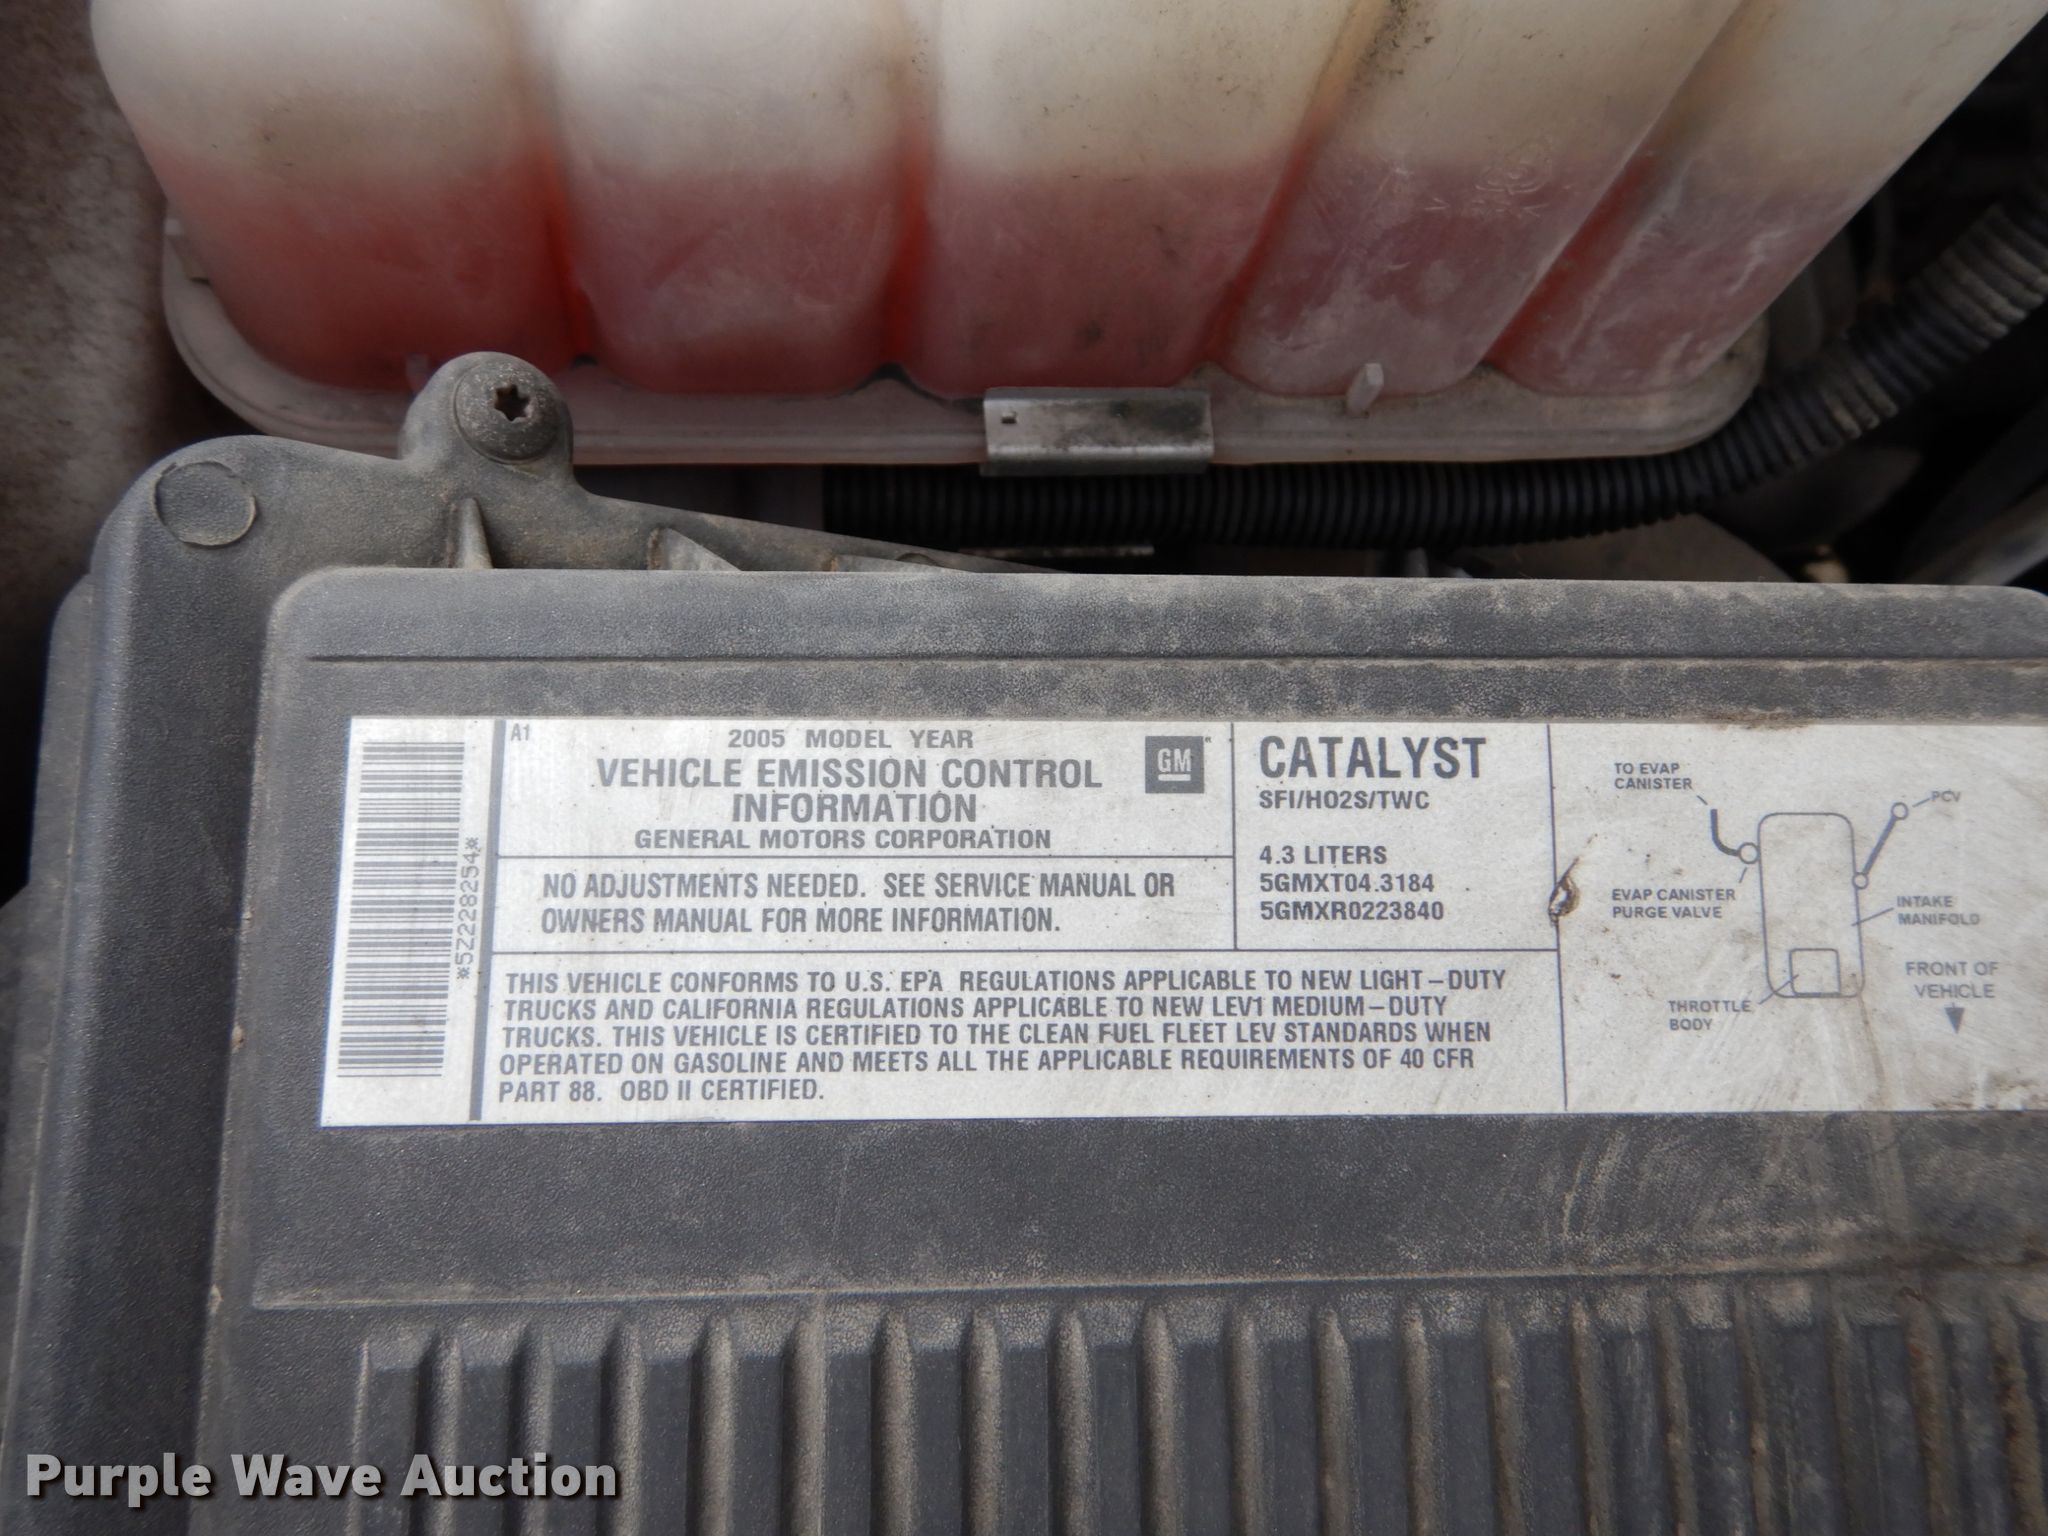 A1
2005 MODEL YEAR
VEHICLE EMISSION CONTROL
INFORMATION
GENERAL MOTORS CORPORATION
GM
NO ADJUSTMENTS NEEDED. SEE SERVICE MANUAL OR
OWNERS MANUAL FOR MORE INFORMATION.
CATALYST
SFI/HO2S/TWC
4.3 LITERS
5GMXT04.3184
5GMXR0223840
THIS VEHICLE CONFORMS TO U.S. EPA REGULATIONS APPLICABLE TO NEW LIGHT–DUTY
TRUCKS AND CALIFORNIA REGULATIONS APPLICABLE TO NEW LEV1 MEDIUM–DUTY
TRUCKS. THIS VEHICLE IS CERTIFIED TO THE CLEAN FUEL FLEET LEV STANDARDS WHEN
OPERATED ON GASOLINE AND MEETS ALL THE APPLICABLE REQUIREMENTS OF 40 CFR
PART 88. OBD II CERTIFIED.
*5Z228254*
TO EVAP
CANISTER
PCV
EVAP CANISTER
PURGE VALVE
INTAKE
MANIFOLD
THROTTLE
BODY
FRONT OF
VEHICLE
Purple Wave Auction